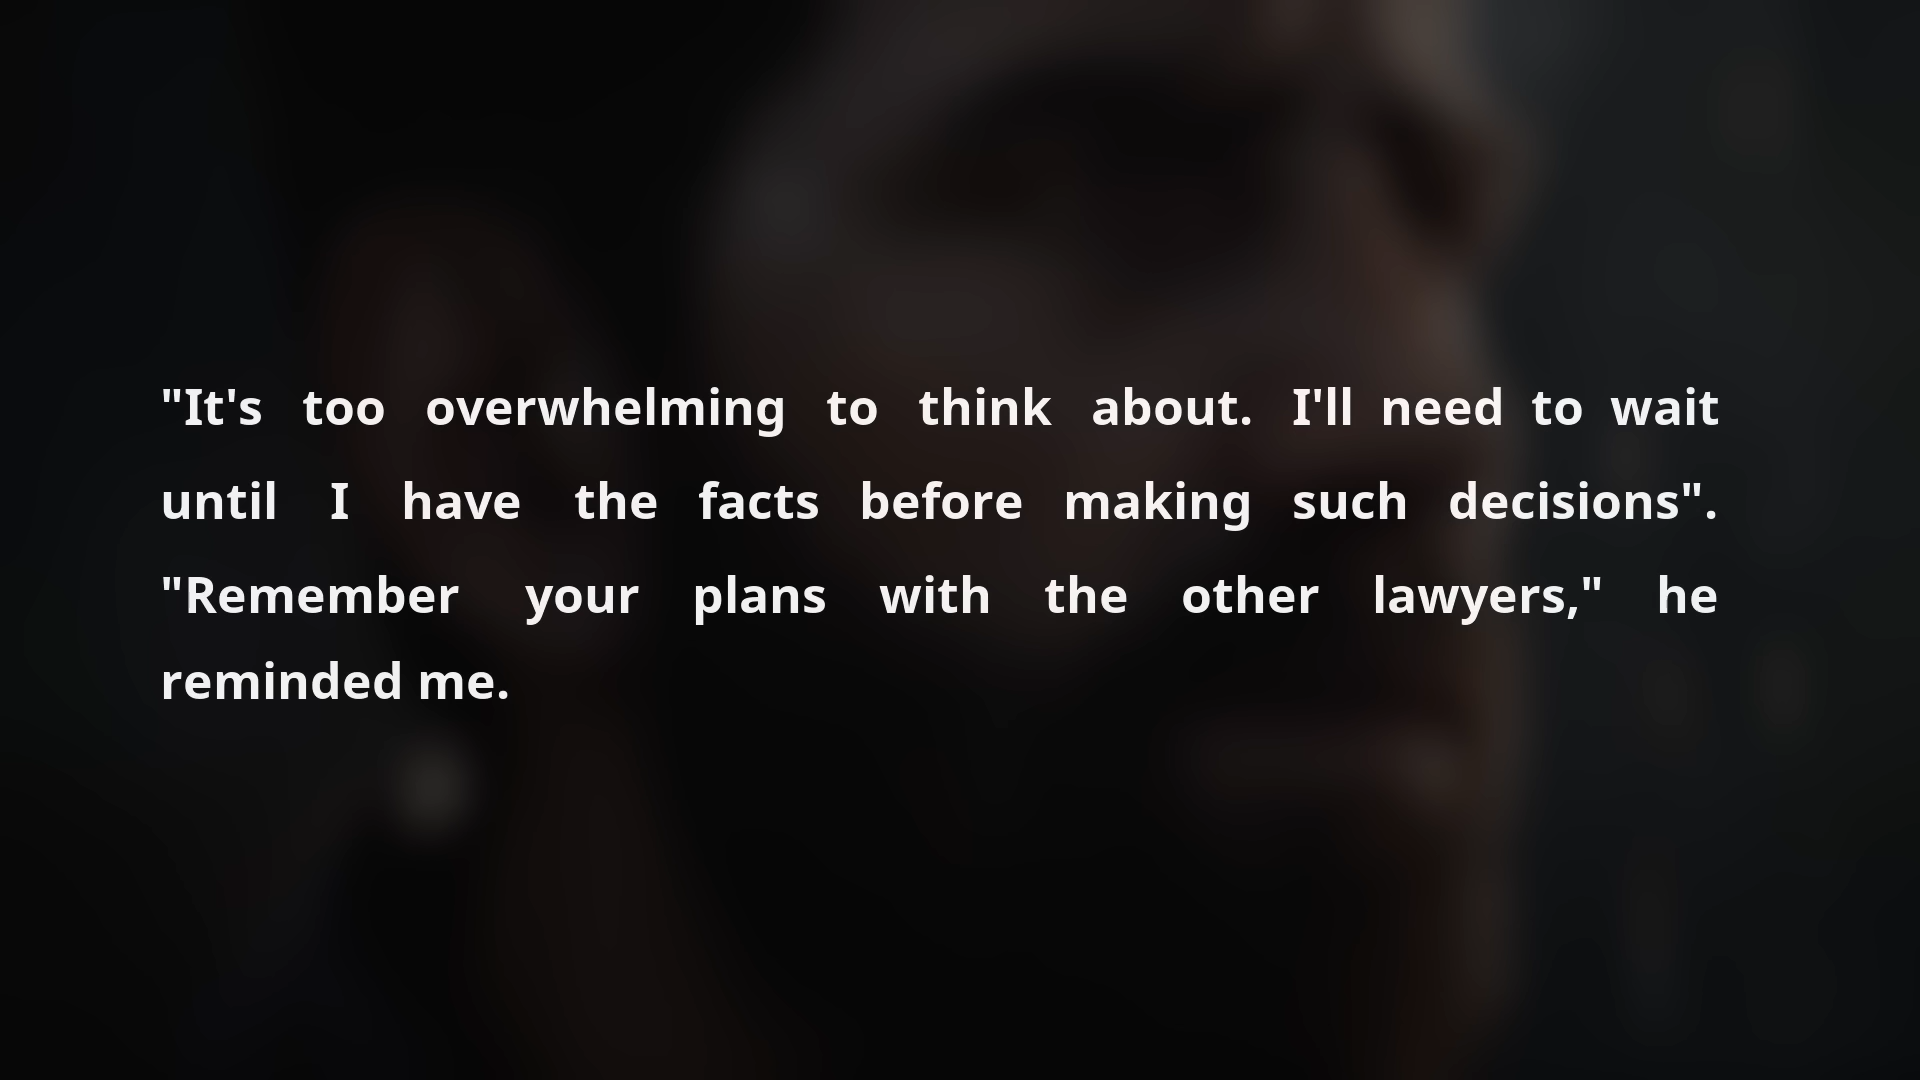 "It's too overwhelming to think about. I'll need to wait
until I have the facts before making such decisions".
"Remember your plans with the other lawyers," he
reminded me.